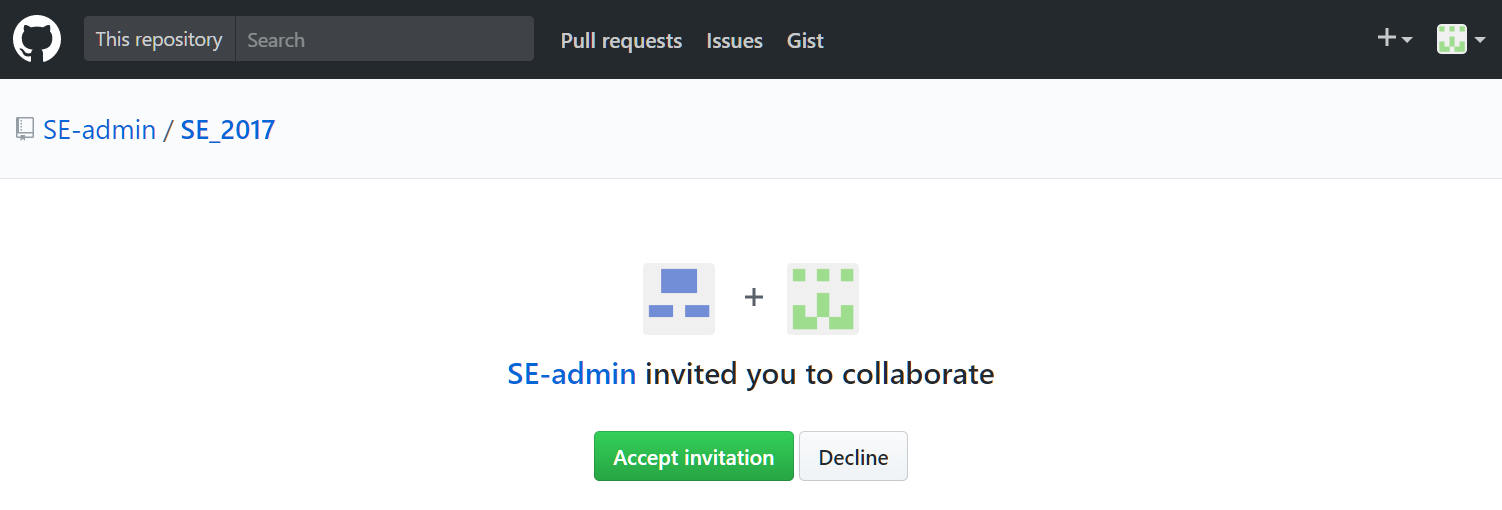 This repository Search Pull requests Issues Gist
SE-admin / SE_2017
SE-admin invited you to collaborate
Accept invitation Decline